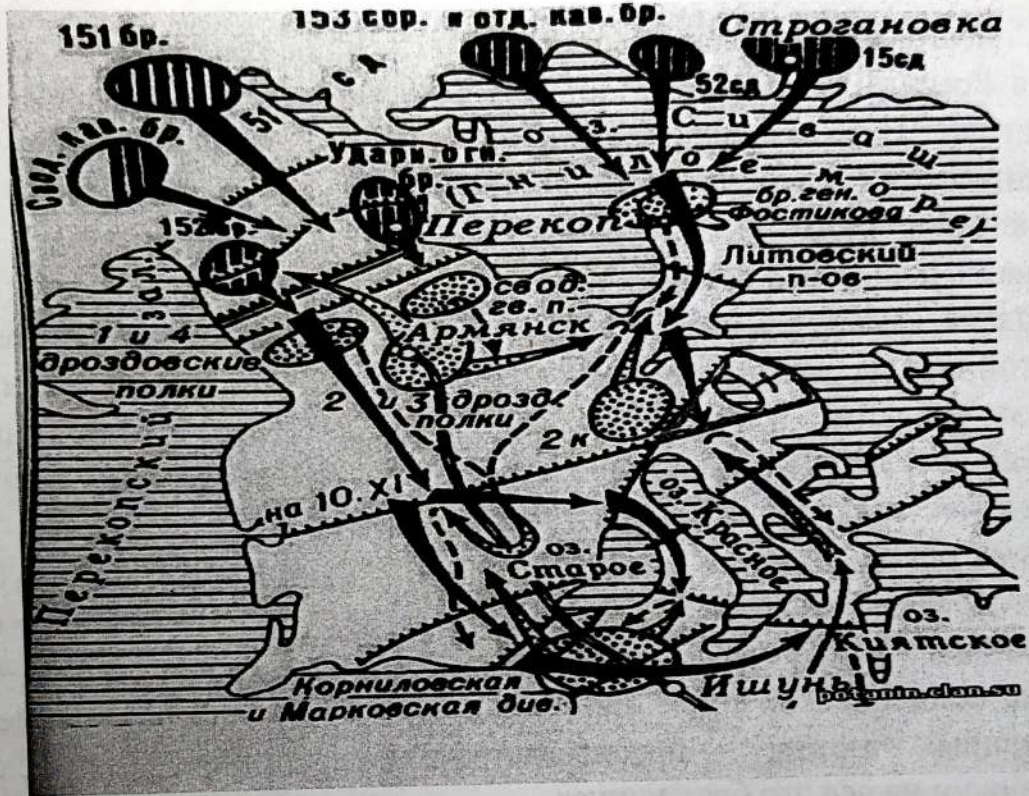 151 бр.
153 сбр. и отд. кав. бр.
Строгановка
15сд
52сд
51 сд
Свод. кав. бр.
Ударн. огн.
бр.
оз. Сиваш
(Гнилое море)
152 бр.
Перекоп
бр. ген.
Фостикова
Литовский
п-ов
свод.
гв. п.
Армянск
1 и 4
дроздовские
полки
2 и 3 дрозд.
полки
2 к
Перекопский зал.
на 10. XI
оз.
Старое
оз. Красное
оз.
Киятское
Корниловская
и Марковская див.
Ишунь
potanin.clan.su